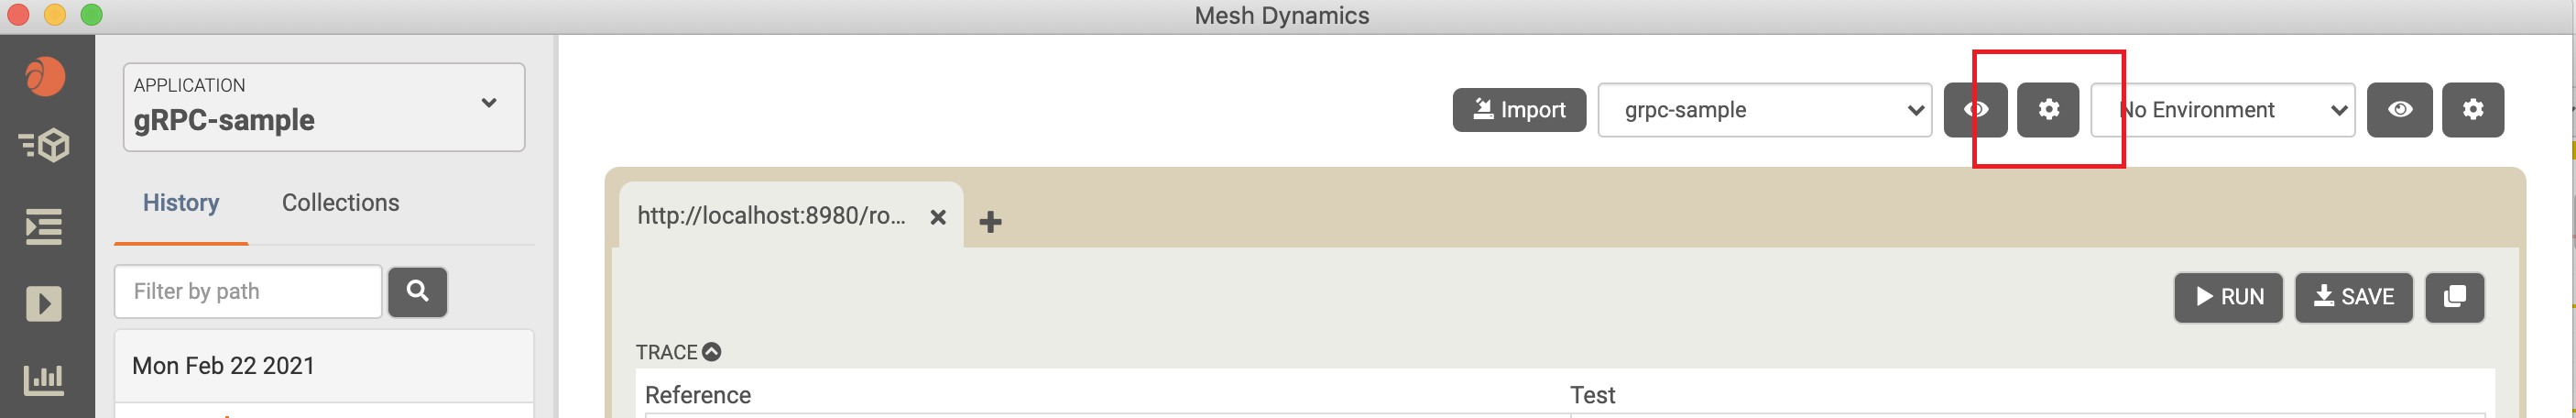 Mesh Dynamics
APPLICATION
gRPC-sample
Import
grpc-sample
No Environment
History
Collections
http://localhost:8980/ro...
Filter by path
RUN
SAVE
TRACE
Mon Feb 22 2021
Reference
Test